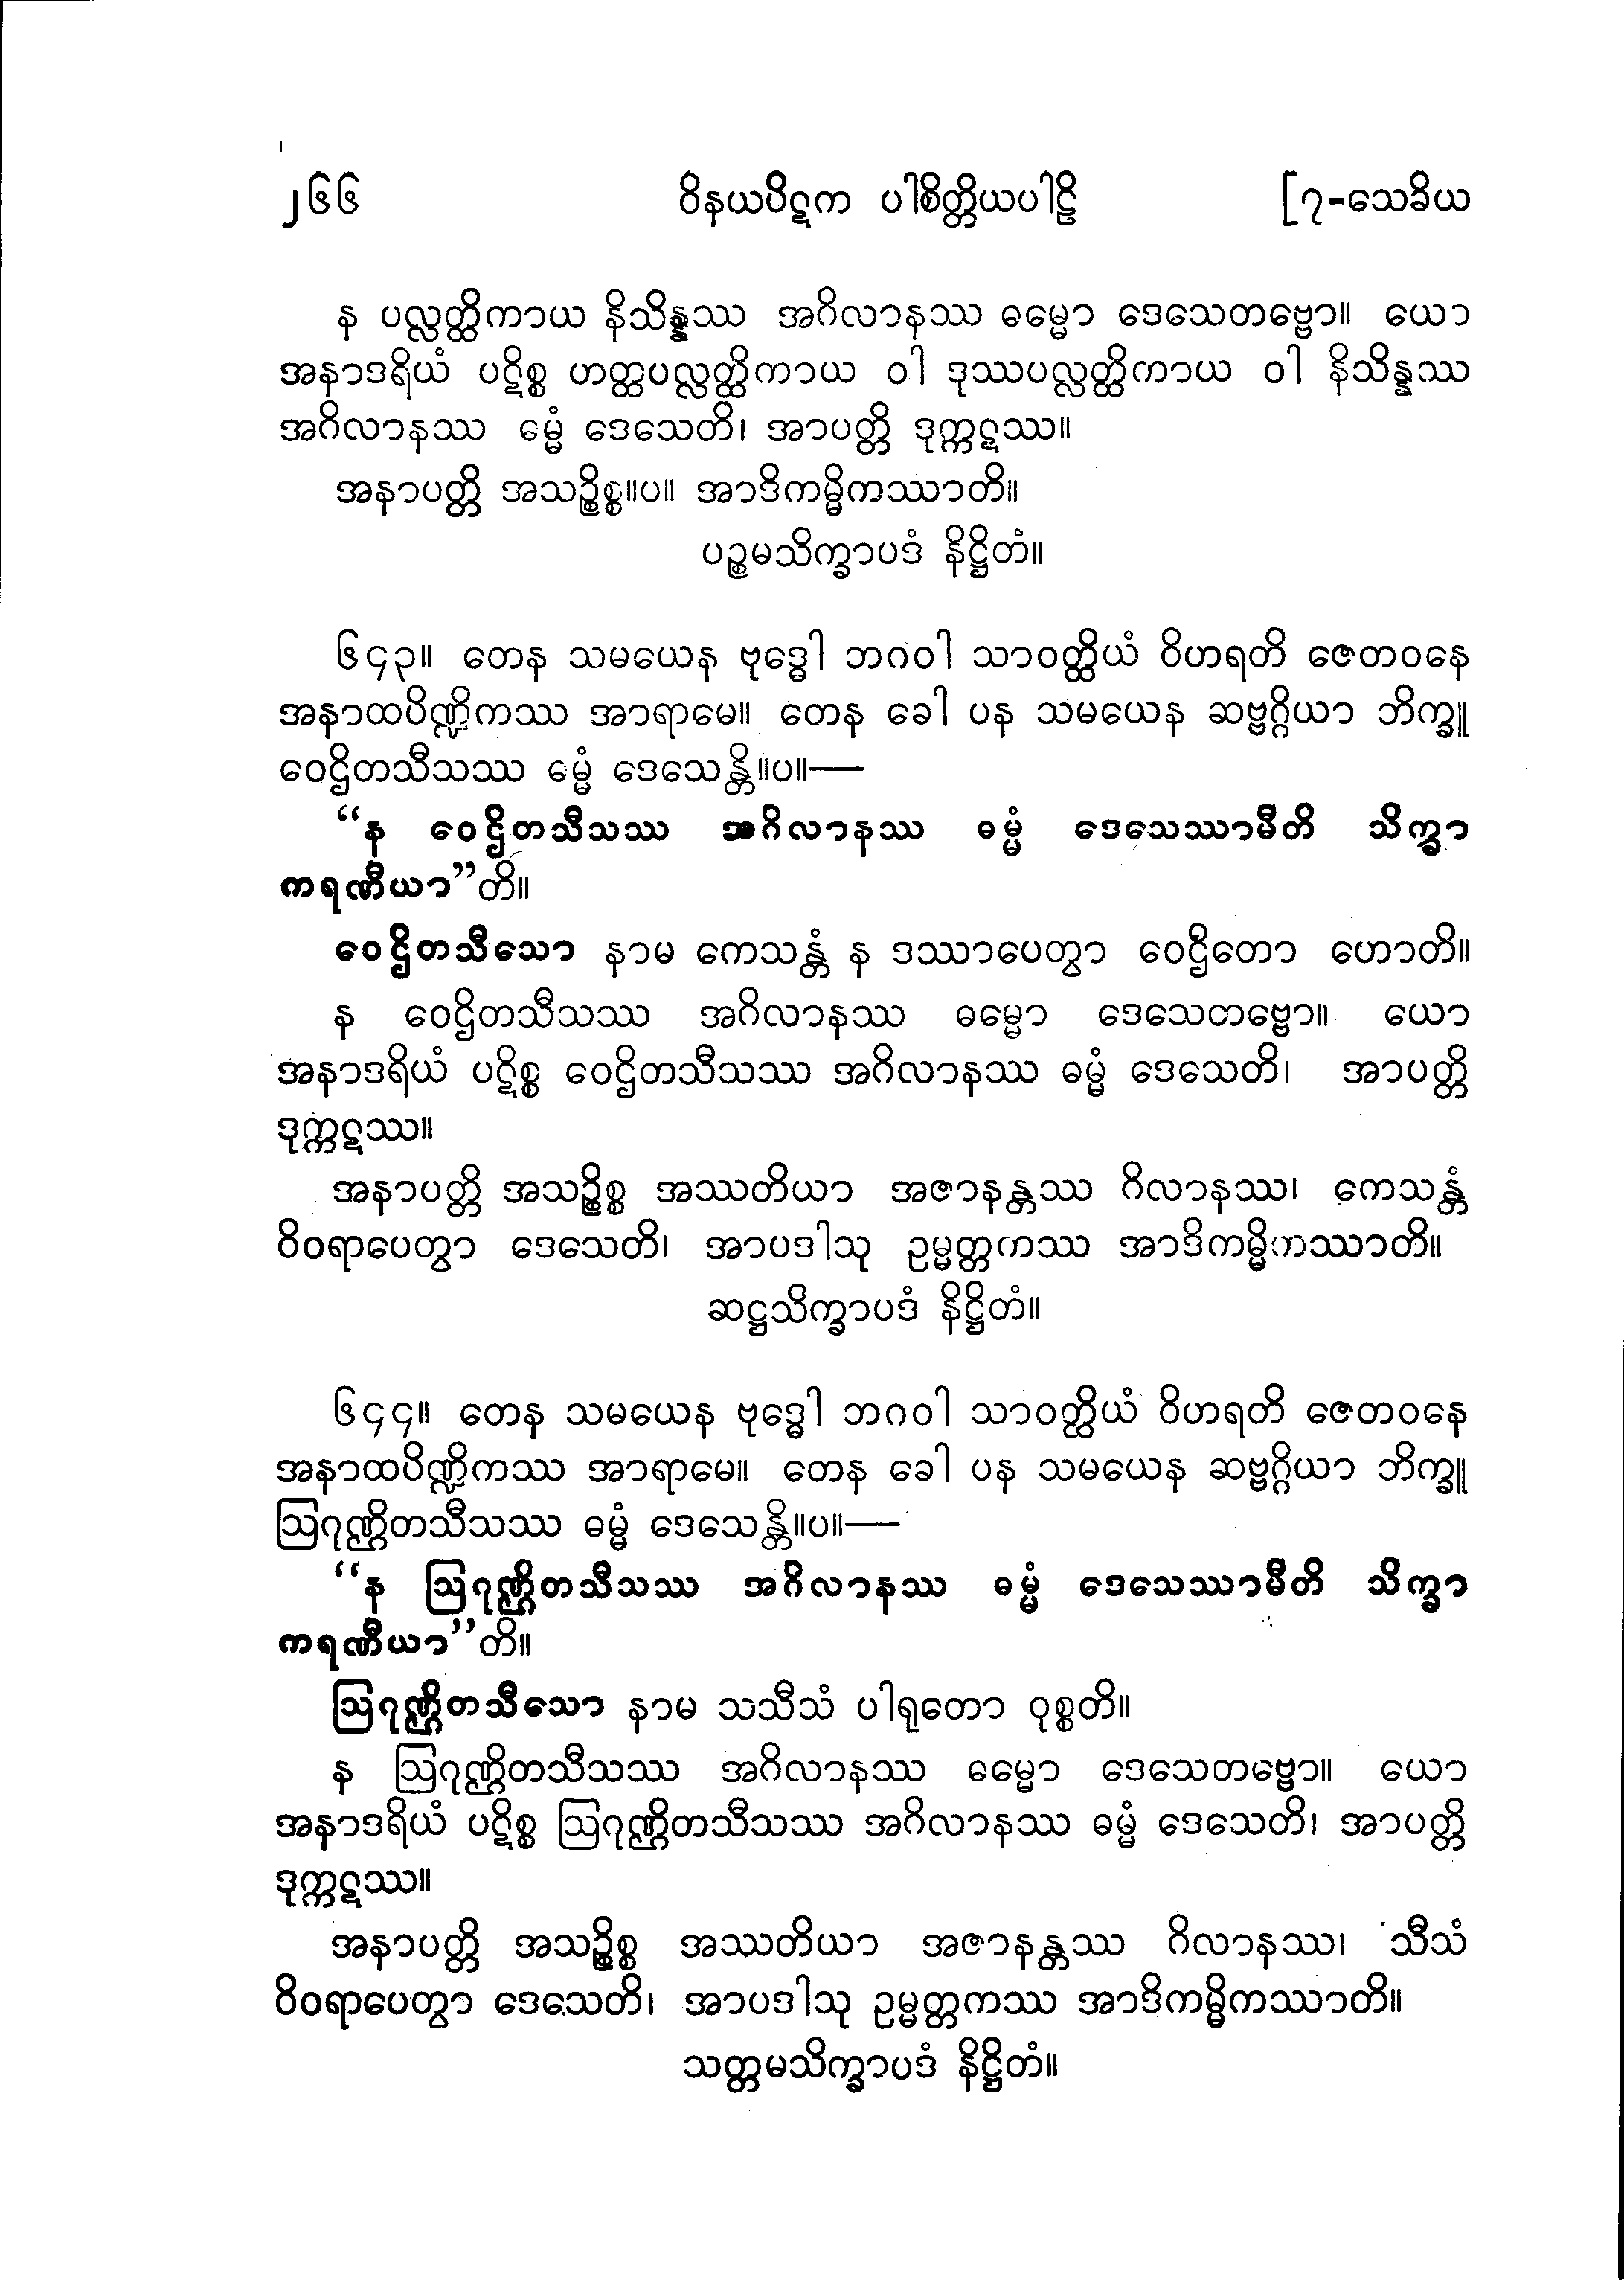 ၂၆၆ ဝိနယပိဋက ပါစိတ္တိယပါဠိ [၇-သေခိယ
န ပလ္လတ္ထိကာယ နိသိန္နဿ အဂိလာနဿ ဓမ္မော ဒေသေတဗ္ဗော။ ယော
အနာဒရိယံ ပဋိစ္စ ဟတ္ထပလ္လတ္ထိကာယ ဝါ ဒုဿပလ္လတ္ထိကာယ ဝါ နိသိန္နဿ
အဂိလာနဿ ဓမ္မံ ဒေသေတိ၊ အာပတ္တိ ဒုက္ကဋဿ။
အနာပတ္တိ အသဉ္စိစ္စ။ပ။ အာဒိကမ္မိကဿာတိ။
ပဉ္စမသိက္ခာပဒံ နိဋ္ဌိတံ။
၆၄၃။ တေန သမယေန ဗုဒ္ဓေါ ဘဂဝါ သာဝတ္ထိယံ ဝိဟရတိ ဇေတဝနေ
အနာထပိဏ္ဍိကဿ အာရာမေ။ တေန ခေါ ပန သမယေန ဆဗ္ဗဂ္ဂိယာ ဘိက္ခူ
ဝေဌိတသီသဿ ဓမ္မံ ဒေသေန္တိ။ပ။—
“န ဝေဌိတသီသဿ အဂိလာနဿ ဓမ္မံ ဒေသေဿာမီတိ သိက္ခာ
ကရဏီယာ”တိ။
ဝေဌိတသီသော နာမ ကေသန္တံ န ဒဿာပေတွာ ဝေဌိတော ဟောတိ။
န ဝေဌိတသီသဿ အဂိလာနဿ ဓမ္မော ဒေသေတဗ္ဗော။ ယော
အနာဒရိယံ ပဋိစ္စ ဝေဌိတသီသဿ အဂိလာနဿ ဓမ္မံ ဒေသေတိ၊ အာပတ္တိ
ဒုက္ကဋဿ။
အနာပတ္တိ အသဉ္စိစ္စ အဿတိယာ အဇာနန္တဿ ဂိလာနဿ၊ ကေသန္တံ
ဝိဝရာပေတွာ ဒေသေတိ၊ အာပဒါသု ဥမ္မတ္တကဿ အာဒိကမ္မိကဿာတိ။
ဆဋ္ဌသိက္ခာပဒံ နိဋ္ဌိတံ။
၆၄၄။ တေန သမယေန ဗုဒ္ဓေါ ဘဂဝါ သာဝတ္ထိယံ ဝိဟရတိ ဇေတဝနေ
အနာထပိဏ္ဍိကဿ အာရာမေ။ တေန ခေါ ပန သမယေန ဆဗ္ဗဂ္ဂိယာ ဘိက္ခူ
ဩဂုဏ္ဌိတသီသဿ ဓမ္မံ ဒေသေန္တိ။ပ။—
“န ဩဂုဏ္ဌိတသီသဿ အဂိလာနဿ ဓမ္မံ ဒေသေဿာမီတိ သိက္ခာ
ကရဏီယာ”တိ။
ဩဂုဏ္ဌိတသီသော နာမ သသီသံ ပါရုတော ဝုစ္စတိ။
န ဩဂုဏ္ဌိတသီသဿ အဂိလာနဿ ဓမ္မော ဒေသေတဗ္ဗော။ ယော
အနာဒရိယံ ပဋိစ္စ ဩဂုဏ္ဌိတသီသဿ အဂိလာနဿ ဓမ္မံ ဒေသေတိ၊ အာပတ္တိ
ဒုက္ကဋဿ။
အနာပတ္တိ အသဉ္စိစ္စ အဿတိယာ အဇာနန္တဿ ဂိလာနဿ၊ သီသံ
ဝိဝရာပေတွာ ဒေသေတိ၊ အာပဒါသု ဥမ္မတ္တကဿ အာဒိကမ္မိကဿာတိ။
သတ္တမသိက္ခာပဒံ နိဋ္ဌိတံ။